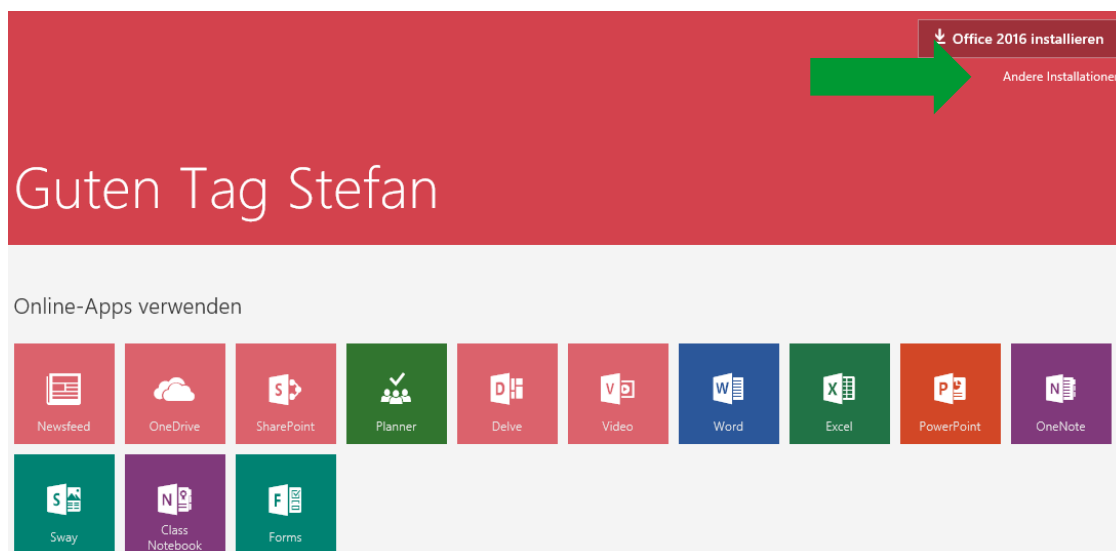 Office 2016 installieren
Andere Installatione
Guten Tag Stefan
Online-Apps verwenden
Newsfeed OneDrive SharePoint Planner Delve Video Word Excel PowerPoint OneNote
Sway Class Notebook Forms